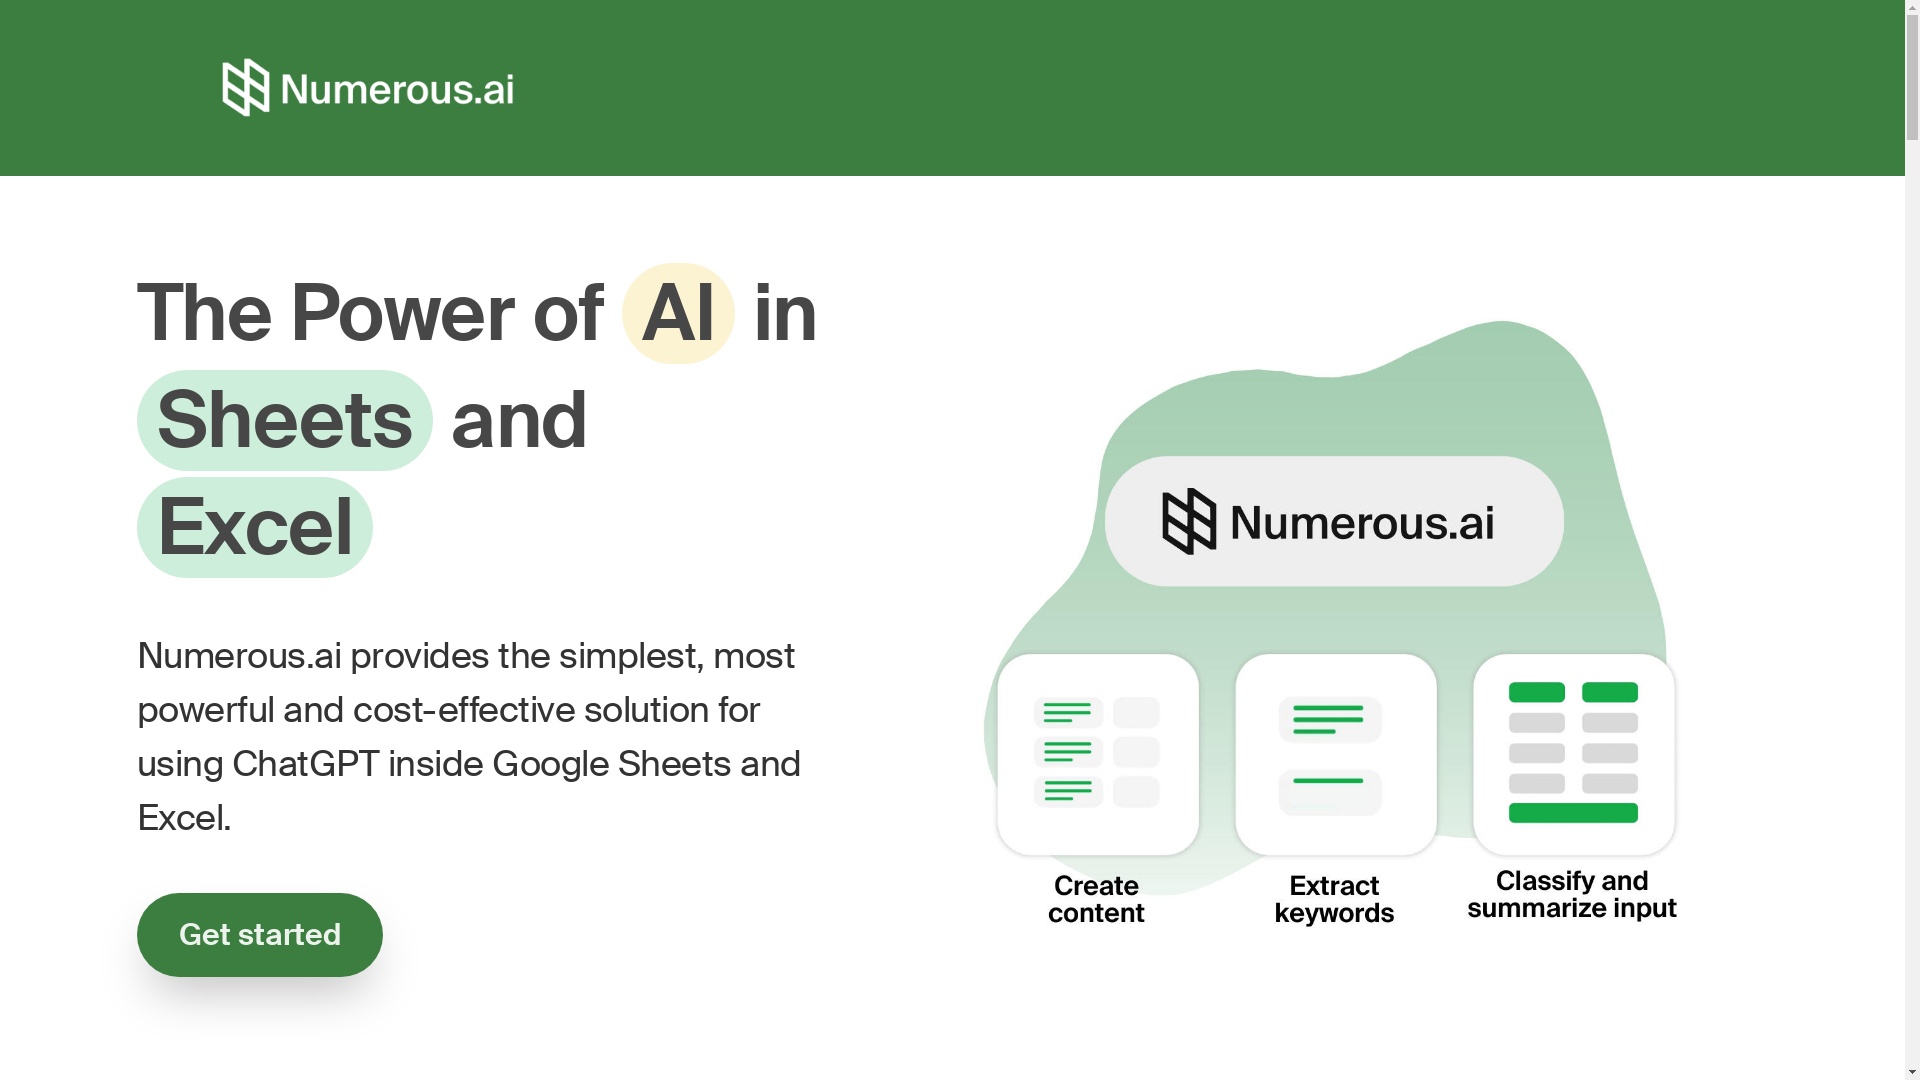 Numerous.ai
The Power of AI in
Sheets and
Excel
Numerous.ai provides the simplest, most
powerful and cost-effective solution for
using ChatGPT inside Google Sheets and
Excel.
Get started
Numerous.ai
Create
content
Extract
keywords
Classify and
summarize input